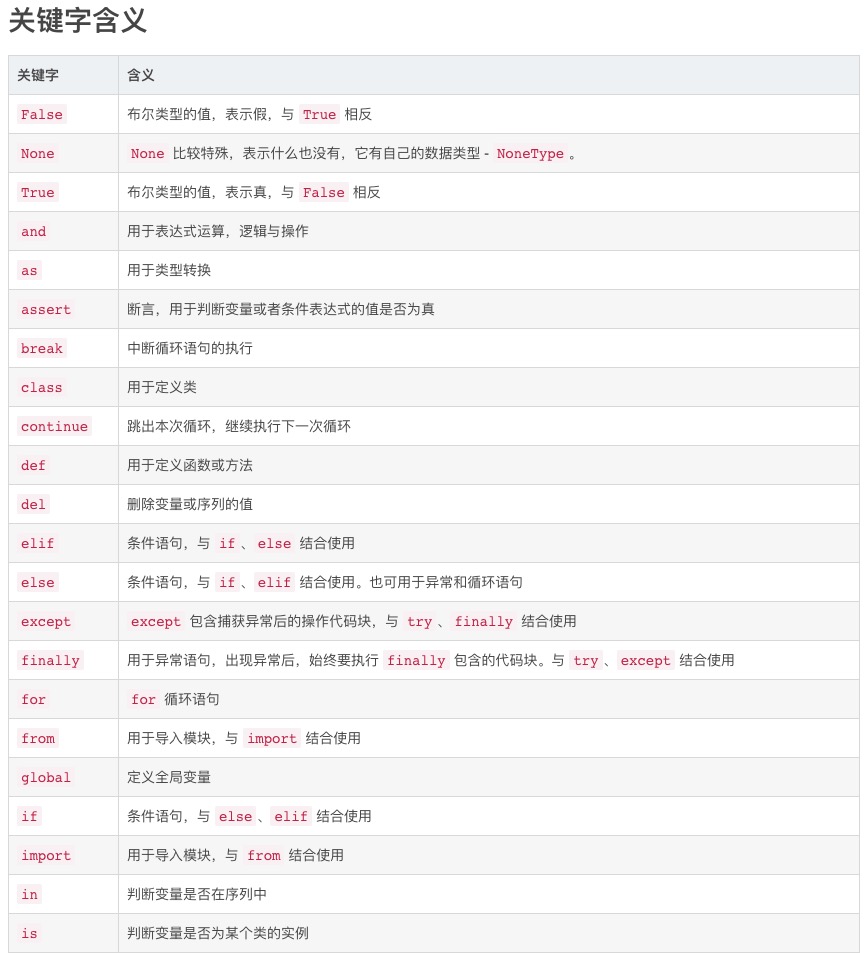 关键字含义
关键字 含义
False 布尔类型的值，表示假，与 True 相反
None None 比较特殊，表示什么也没有，它有自己的数据类型 - NoneType 。
True 布尔类型的值，表示真，与 False 相反
and 用于表达式运算，逻辑与操作
as 用于类型转换
assert 断言，用于判断变量或者条件表达式的值是否为真
break 中断循环语句的执行
class 用于定义类
continue 跳出本次循环，继续执行下一次循环
def 用于定义函数或方法
del 删除变量或序列的值
elif 条件语句，与 if 、 else 结合使用
else 条件语句，与 if 、 elif 结合使用。也可用于异常和循环语句
except except 包含捕获异常后的操作代码块，与 try 、 finally 结合使用
finally 用于异常语句，出现异常后，始终要执行 finally 包含的代码块。与 try 、 except 结合使用
for for 循环语句
from 用于导入模块，与 import 结合使用
global 定义全局变量
if 条件语句，与 else 、 elif 结合使用
import 用于导入模块，与 from 结合使用
in 判断变量是否在序列中
is 判断变量是否为某个类的实例